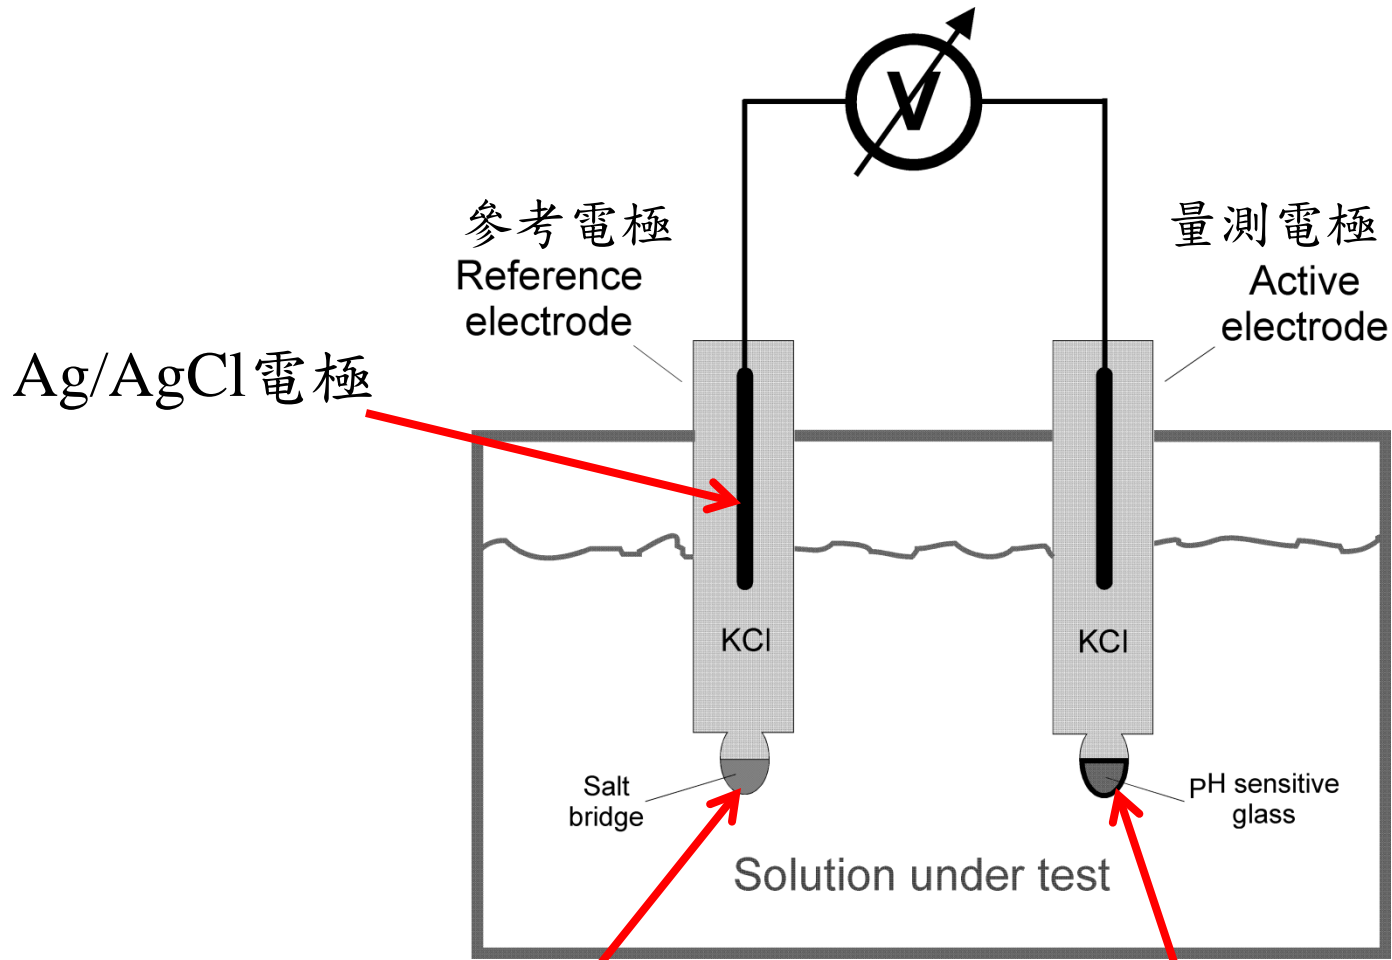 V
參考電極
Reference
electrode
量測電極
Active
electrode
Ag/AgCl電極
KCl
KCl
Salt
bridge
PH sensitive
glass
Solution under test